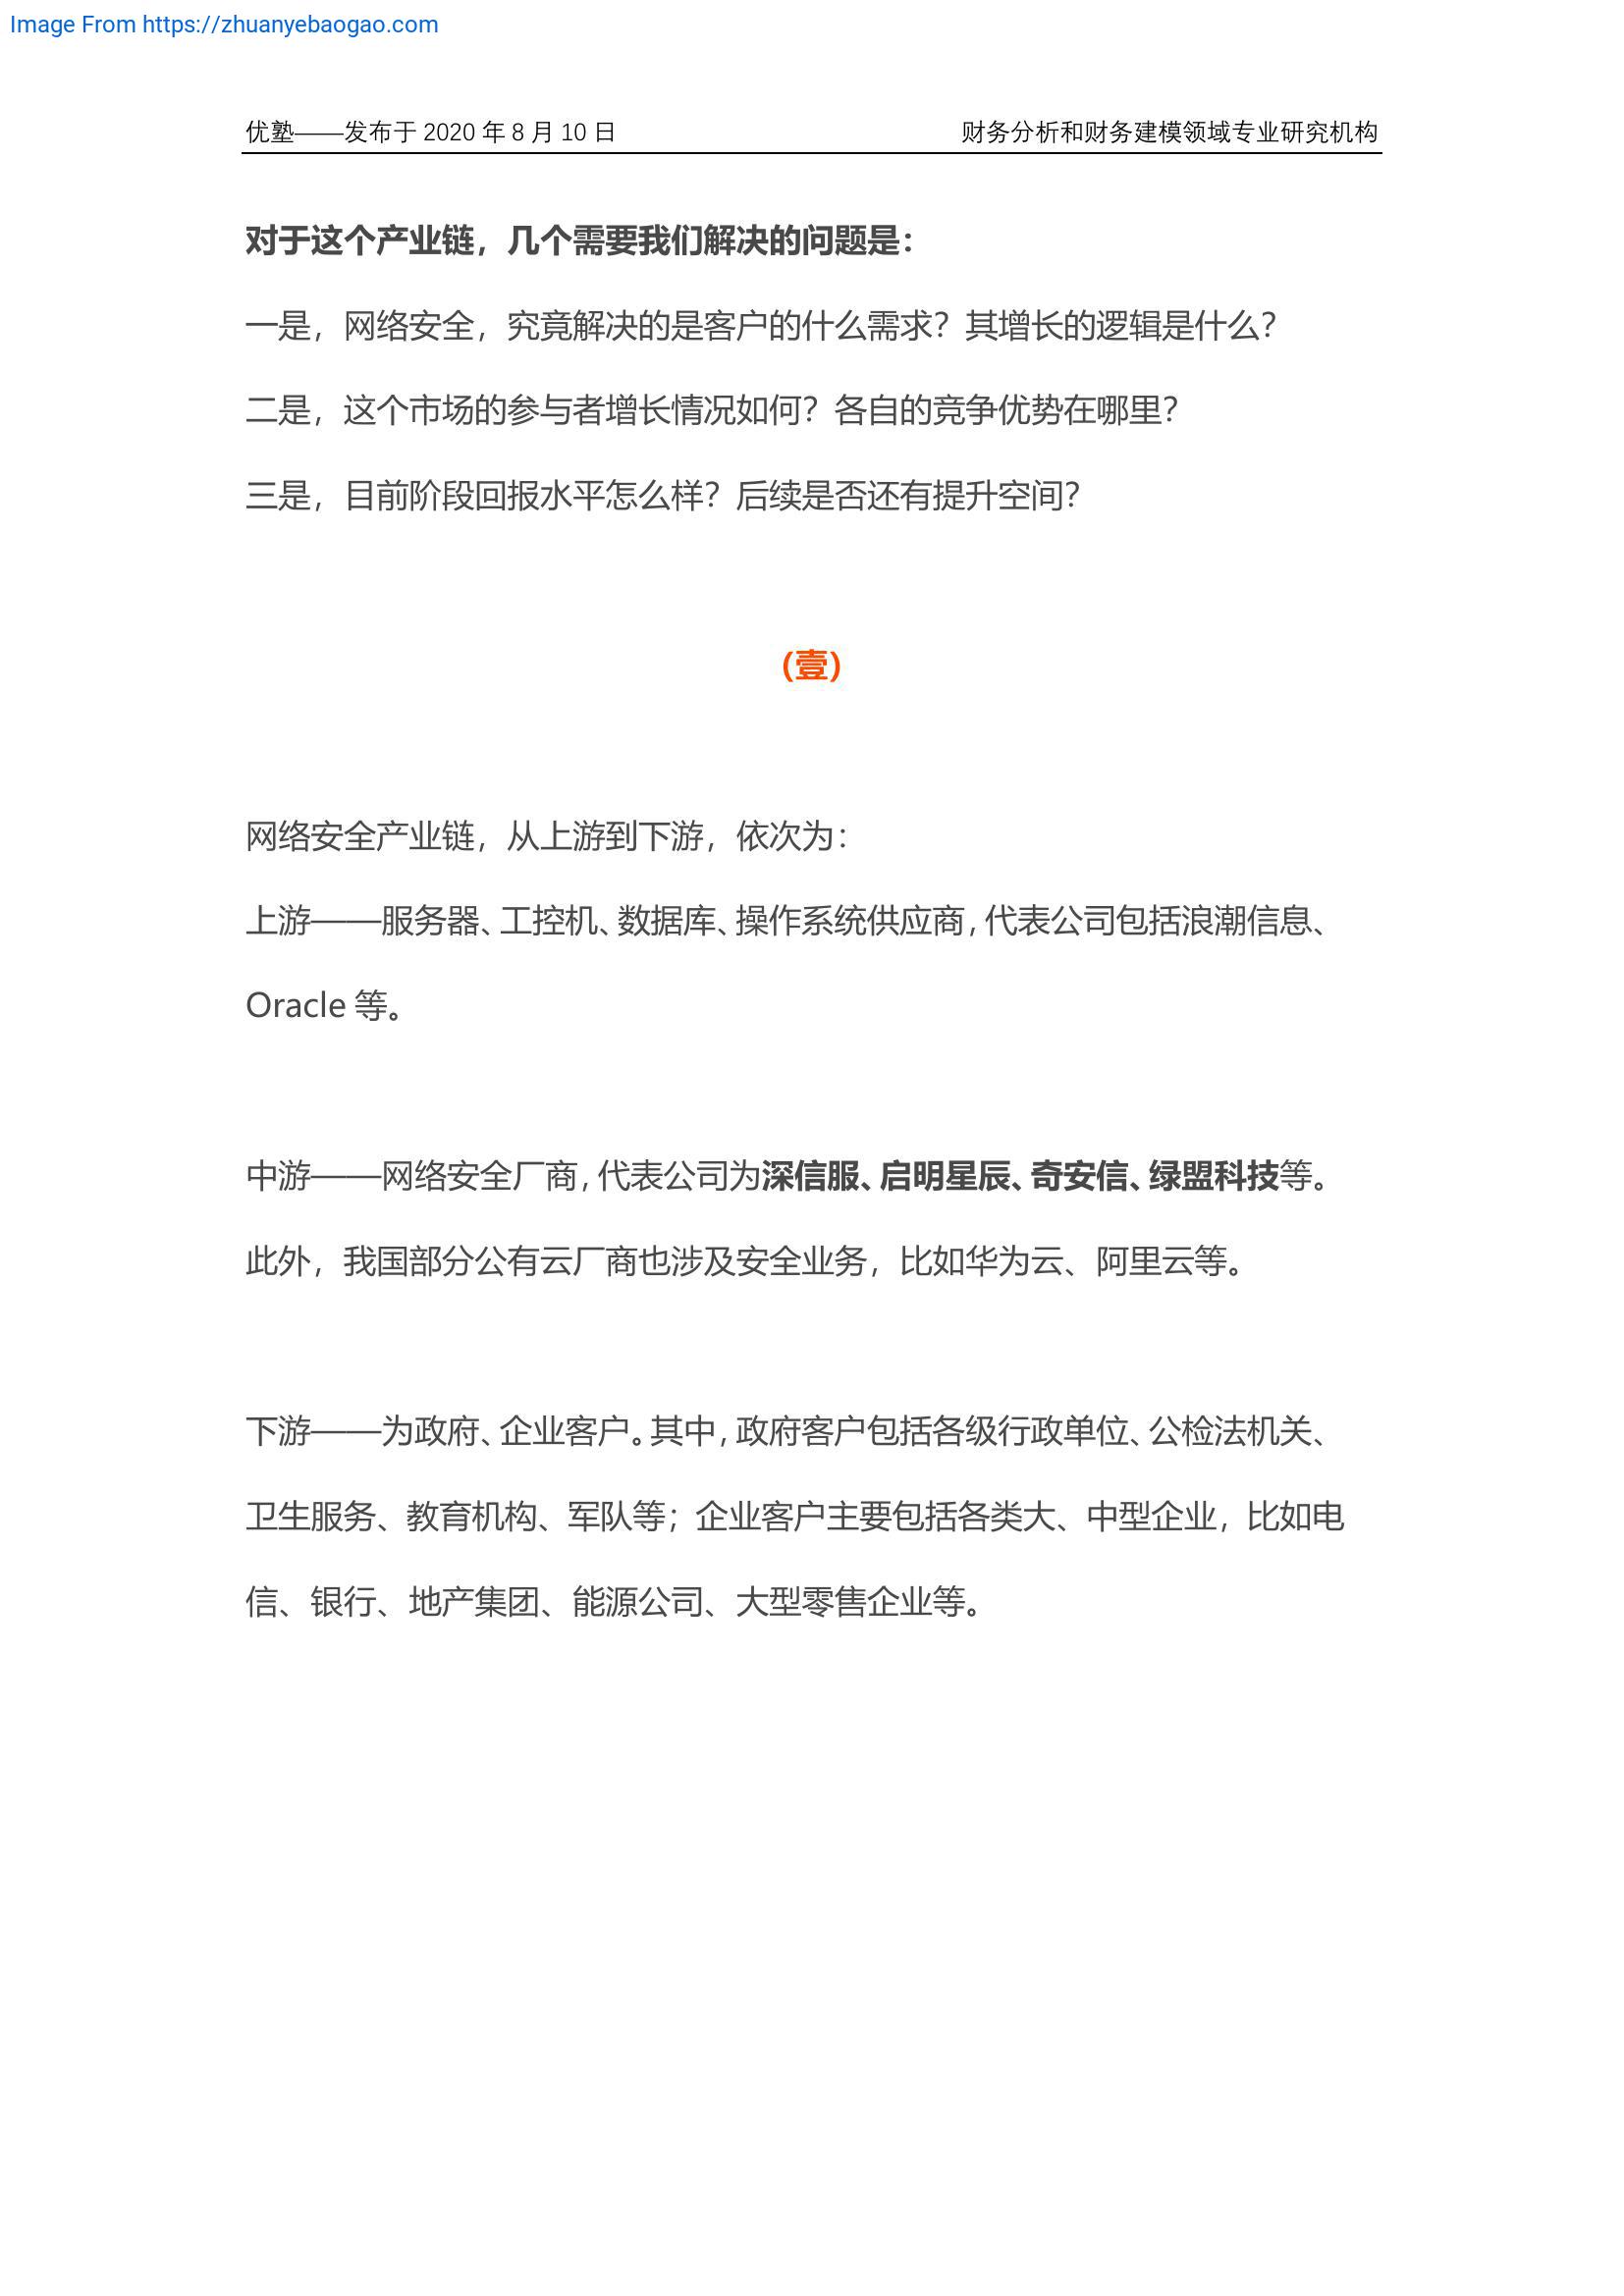 Image From https://zhuanyebaogao.com
优塾——发布于 2020 年 8 月 10 日 财务分析和财务建模领域专业研究机构
对于这个产业链，几个需要我们解决的问题是：
一是，网络安全，究竟解决的是客户的什么需求？其增长的逻辑是什么？
二是，这个市场的参与者增长情况如何？各自的竞争优势在哪里？
三是，目前阶段回报水平怎么样？后续是否还有提升空间？
（壹）
网络安全产业链，从上游到下游，依次为：
上游——服务器、工控机、数据库、操作系统供应商，代表公司包括浪潮信息、
Oracle 等。
中游——网络安全厂商，代表公司为深信服、启明星辰、奇安信、绿盟科技等。
此外，我国部分公有云厂商也涉及安全业务，比如华为云、阿里云等。
下游——为政府、企业客户。其中，政府客户包括各级行政单位、公检法机关、
卫生服务、教育机构、军队等；企业客户主要包括各类大、中型企业，比如电
信、银行、地产集团、能源公司、大型零售企业等。